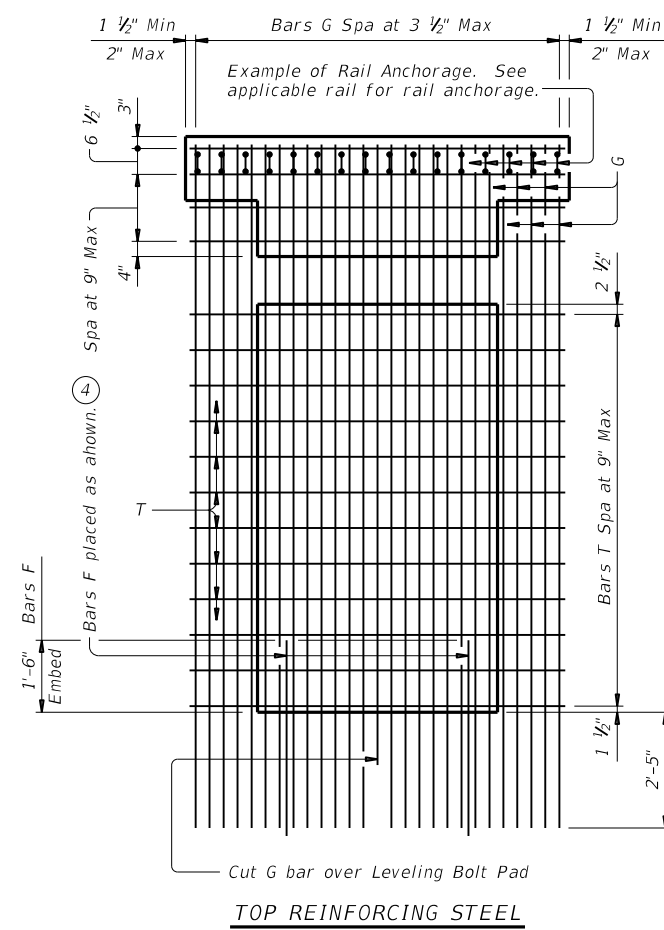 1 ½" Min
2" Max
Bars G Spa at 3 ½" Max
1 ½" Min
2" Max
Example of Rail Anchorage. See
applicable rail for rail anchorage.
3"
6 ½"
Spa at 9" Max
4"
G
2 ½"
Bars T Spa at 9" Max
1 ½"
2'-5"
4
Bars F placed as ahown.
T
Bars F
1'-6"
Embed
Cut G bar over Leveling Bolt Pad
TOP REINFORCING STEEL